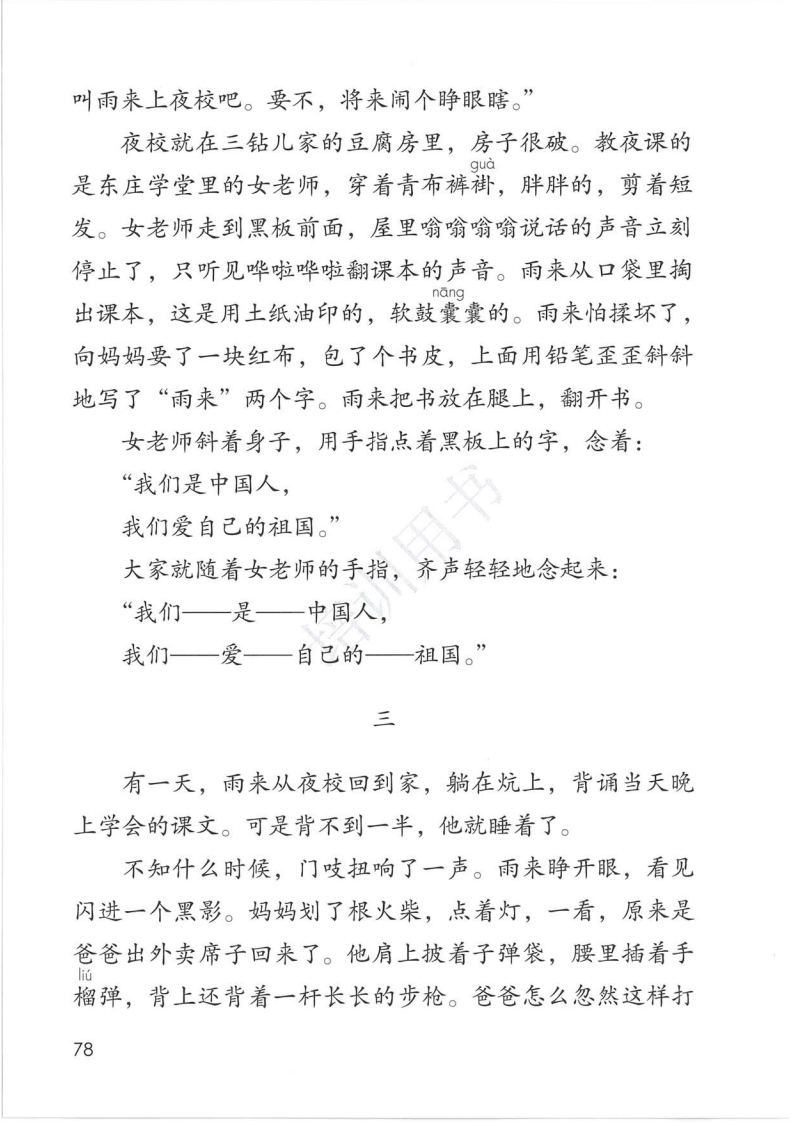 叫雨来上夜校吧。要不，将来闹个睁眼瞎。”
夜校就在三钻儿家的豆腐房里，房子很破。教夜课的
guà
是东庄学堂里的女老师，穿着青布裤褂，胖胖的，剪着短
发。女老师走到黑板前面，屋里嗡嗡嗡嗡说话的声音立刻
停止了，只听见哗啦哗啦翻课本的声音。雨来从口袋里掏
nāng
出课本，这是用土纸油印的，软鼓囊囊的。雨来怕揉坏了，
向妈妈要了一块红布，包了个书皮，上面用铅笔歪歪斜斜
地写了“雨来”两个字。雨来把书放在腿上，翻开书。
女老师斜着身子，用手指点着黑板上的字，念着：
“我们是中国人，
我们爱自己的祖国。”
大家就随着女老师的手指，齐声轻轻地念起来：
“我们——是——中国人，
我们——爱——自己的——祖国。”
培训用书
三
有一天，雨来从夜校回到家，躺在炕上，背诵当天晚
上学会的课文。可是背不到一半，他就睡着了。
不知什么时候，门吱扭响了一声。雨来睁开眼，看见
闪进一个黑影。妈妈划了根火柴，点着灯，一看，原来是
爸爸出外卖席子回来了。他肩上披着子弹袋，腰里插着手
liú
榴弹，背上还背着一杆长长的步枪。爸爸怎么忽然这样打
78